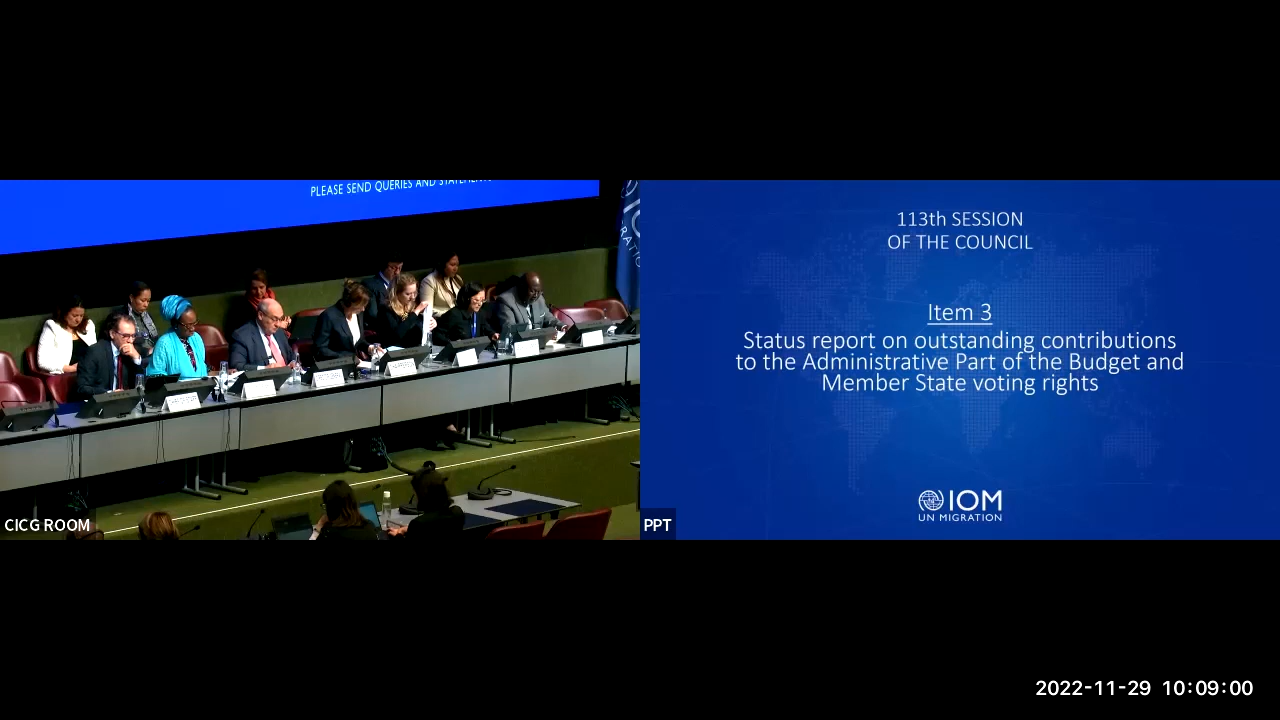 PLEASE SEND QUERIES AND
CICG ROOM
113th SESSION
OF THE COUNCIL
Item 3
Status report on outstanding contributions
to the Administrative Part of the Budget and
Member State voting rights
IOM
UN MIGRATION
PPT
2022-11-29 10:09:00